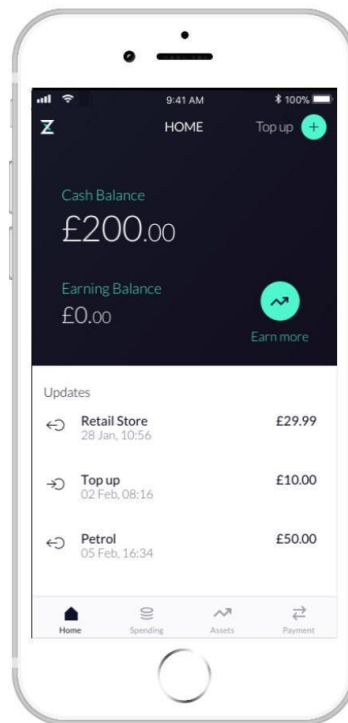 9:41 AM
100%
Z
HOME
Top up +
Cash Balance
£200.00
Earning Balance
£0.00
Earn more
Updates
Retail Store £29.99
28 Jan, 10:56
Top up £10.00
02 Feb, 08:16
Petrol £50.00
05 Feb, 16:34
Home Spending Assets Payment